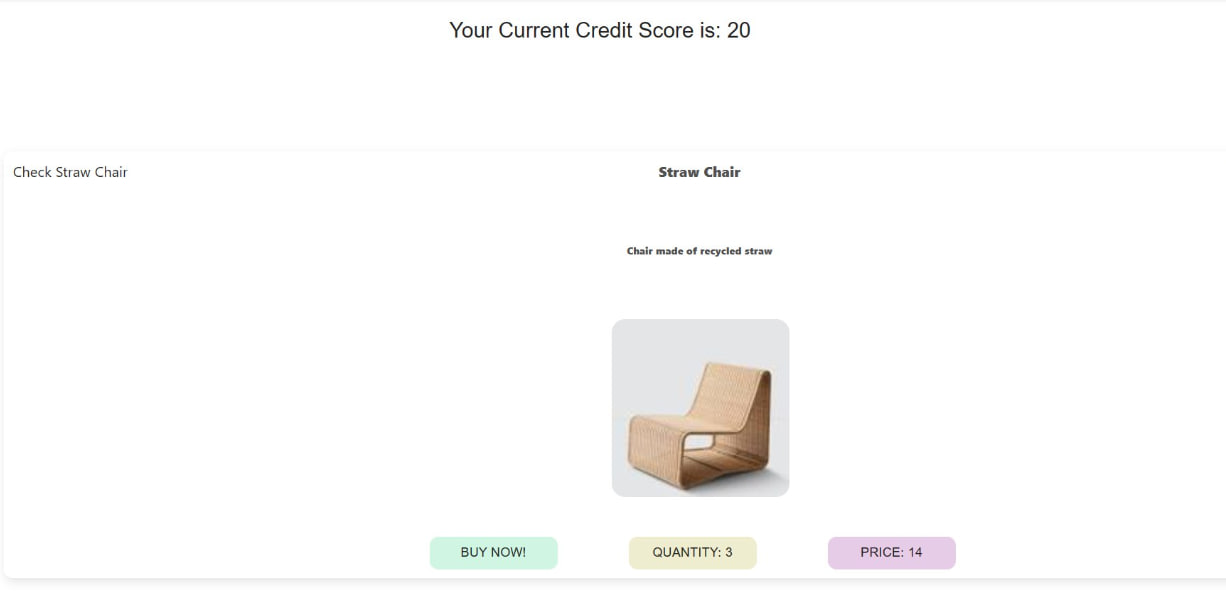 Your Current Credit Score is: 20
Check Straw Chair
Straw Chair
Chair made of recycled straw
BUY NOW!
QUANTITY: 3
PRICE: 14